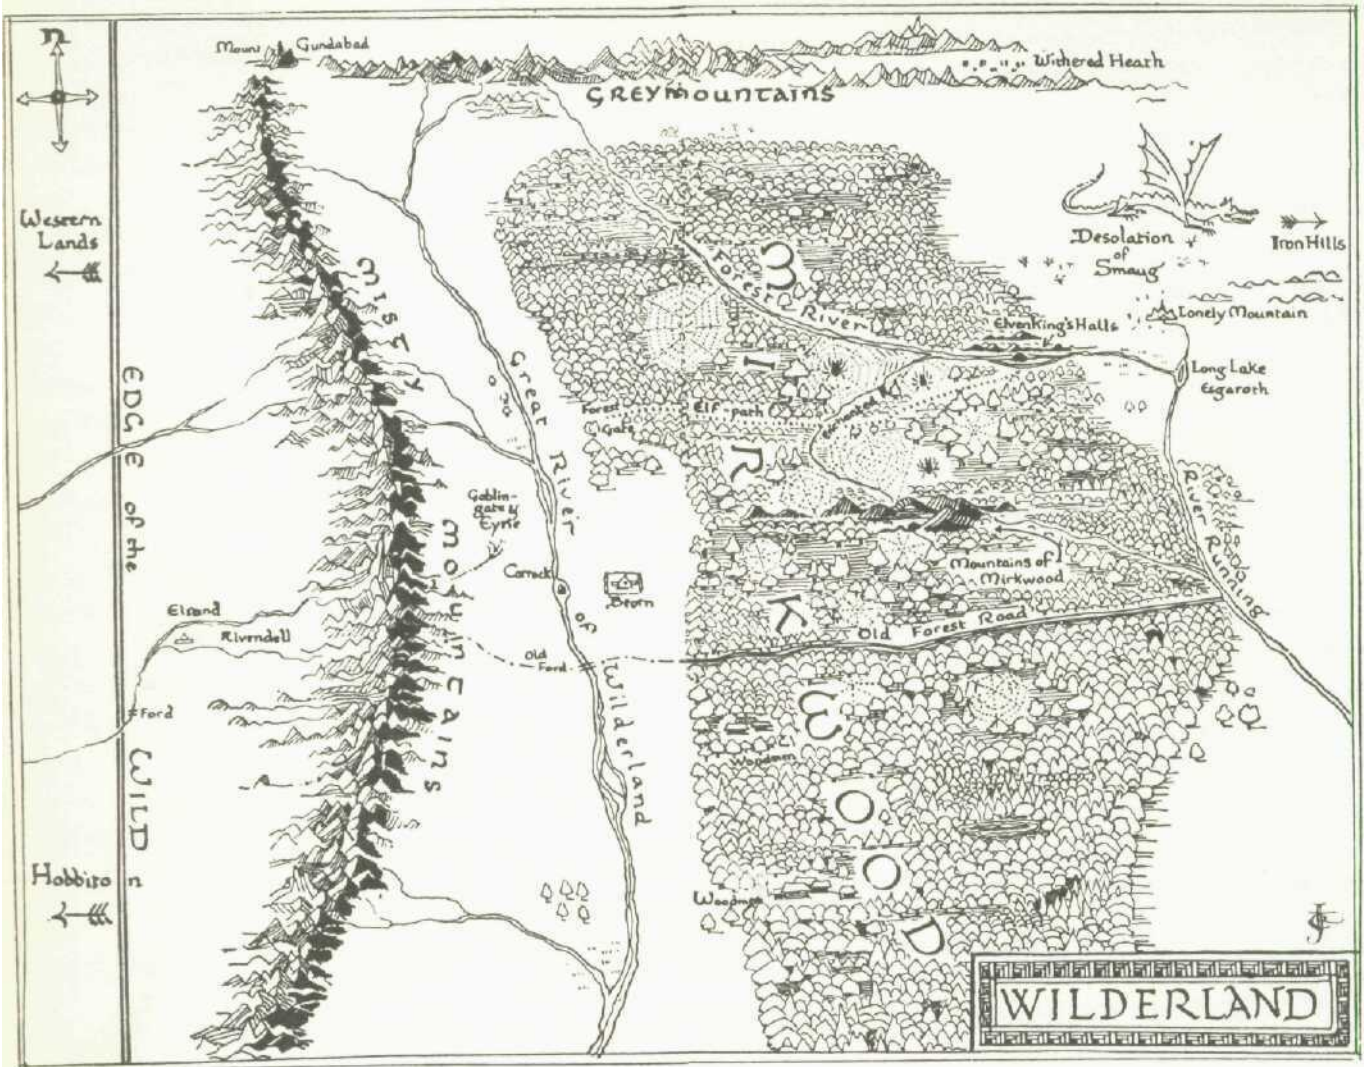 n
Mount Gundabad
Withered Heath
GREY MOUNTAINS
Western
Lands
Desolation
of
Smaug
Iron Hills
MISTY MOUNTAINS
Forest River
Elvenking's Halls
Lonely Mountain
Long Lake
Esgaroth
EDGE of the WILD
Great River of Wilderland
Forest
Gate
Elf-path
Enchanted R.
MIRKWOOD
Goblin-
gate &
Eyrie
Carrock
Beorn
Mountains of
Mirkwood
River Running
Elrond
Rivendell
Old
Ford
Old Forest Road
Ford
Woodmen
Hobbiton
Woodmen
WILDERLAND